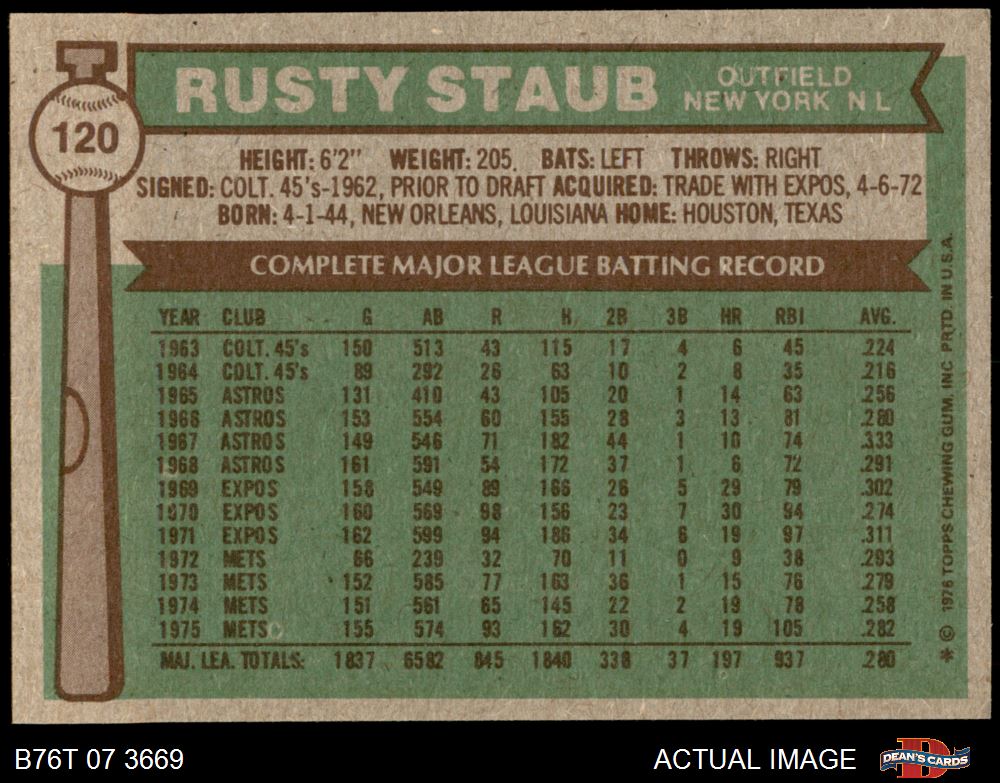 120
RUSTY STAUB
OUTFIELD
NEW YORK N L
HEIGHT: 6'2" WEIGHT: 205. BATS: LEFT THROWS: RIGHT
SIGNED: COLT. 45's-1962, PRIOR TO DRAFT ACQUIRED: TRADE WITH EXPOS, 4-6-72
BORN: 4-1-44, NEW ORLEANS, LOUISIANA HOME: HOUSTON, TEXAS
COMPLETE MAJOR LEAGUE BATTING RECORD
YEAR CLUB G AB R H 2B 3B HR RBI AVG.
1963 COLT. 45's 150 513 43 115 17 4 6 45 .224
1964 COLT. 45's 89 292 26 63 10 2 8 35 .216
1965 ASTROS 131 410 43 105 20 1 14 63 .256
1966 ASTROS 153 554 60 155 28 3 13 81 .280
1967 ASTROS 149 546 71 182 44 1 10 74 .333
1968 ASTROS 161 591 54 172 37 1 6 72 .291
1969 EXPOS 158 549 89 166 26 5 29 79 .302
1970 EXPOS 160 569 98 156 23 7 30 94 .274
1971 EXPOS 162 599 94 186 34 6 19 97 .311
1972 METS 66 239 32 70 11 0 9 38 .293
1973 METS 152 585 77 163 36 1 15 76 .279
1974 METS 151 561 65 145 22 2 19 78 .258
1975 METS 155 574 93 162 30 4 19 105 .282
MAJ. LEA. TOTALS: 1837 6582 845 1840 338 37 197 937 .280
* © 1976 TOPPS CHEWING GUM, INC. PRTD. IN U.S.A.
B76T 07 3669
ACTUAL IMAGE
DEAN'S CARDS